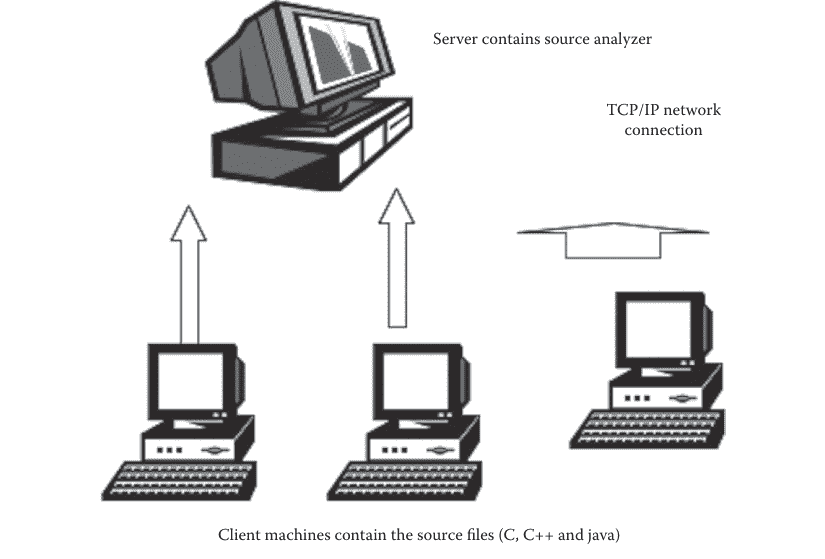 Server contains source analyzer
TCP/IP network
connection
Client machines contain the source files (C, C++ and java)